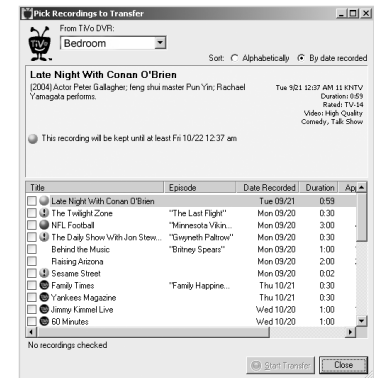 Pick Recordings to Transfer
From TiVo DVR:
TiVo
Bedroom
Sort: Alphabetically By date recorded
Late Night With Conan O'Brien
(2004) Actor Peter Gallagher; feng shui master Pun Yin; Rachael Yamagata performs.
Tue 9/21 12:37 AM 11 KNTV
Duration: 0:59
Rated: TV-14
Video: High Quality
Comedy, Talk Show
This recording will be kept until at least Fri 10/22 12:37 am
Title Episode Date Recorded Duration
Late Night With Conan O'Brien Tue 09/21 0:59
The Twilight Zone "The Last Flight" Mon 09/20 0:30
NFL Football "Minnesota Vikin... Mon 09/20 3:00
The Daily Show With Jon Stew... "Gwyneth Paltrow" Mon 09/20 0:30
Behind the Music "Britney Spears" Mon 09/20 1:00
Raising Arizona Mon 09/20 2:00
Sesame Street Mon 09/20 0:02
Family Times "Family Happine... Thu 10/21 0:30
Yankees Magazine Thu 10/21 0:30
Jimmy Kimmel Live Wed 10/20 1:00
60 Minutes Wed 10/20 1:00
No recordings checked
Start Transfer Close